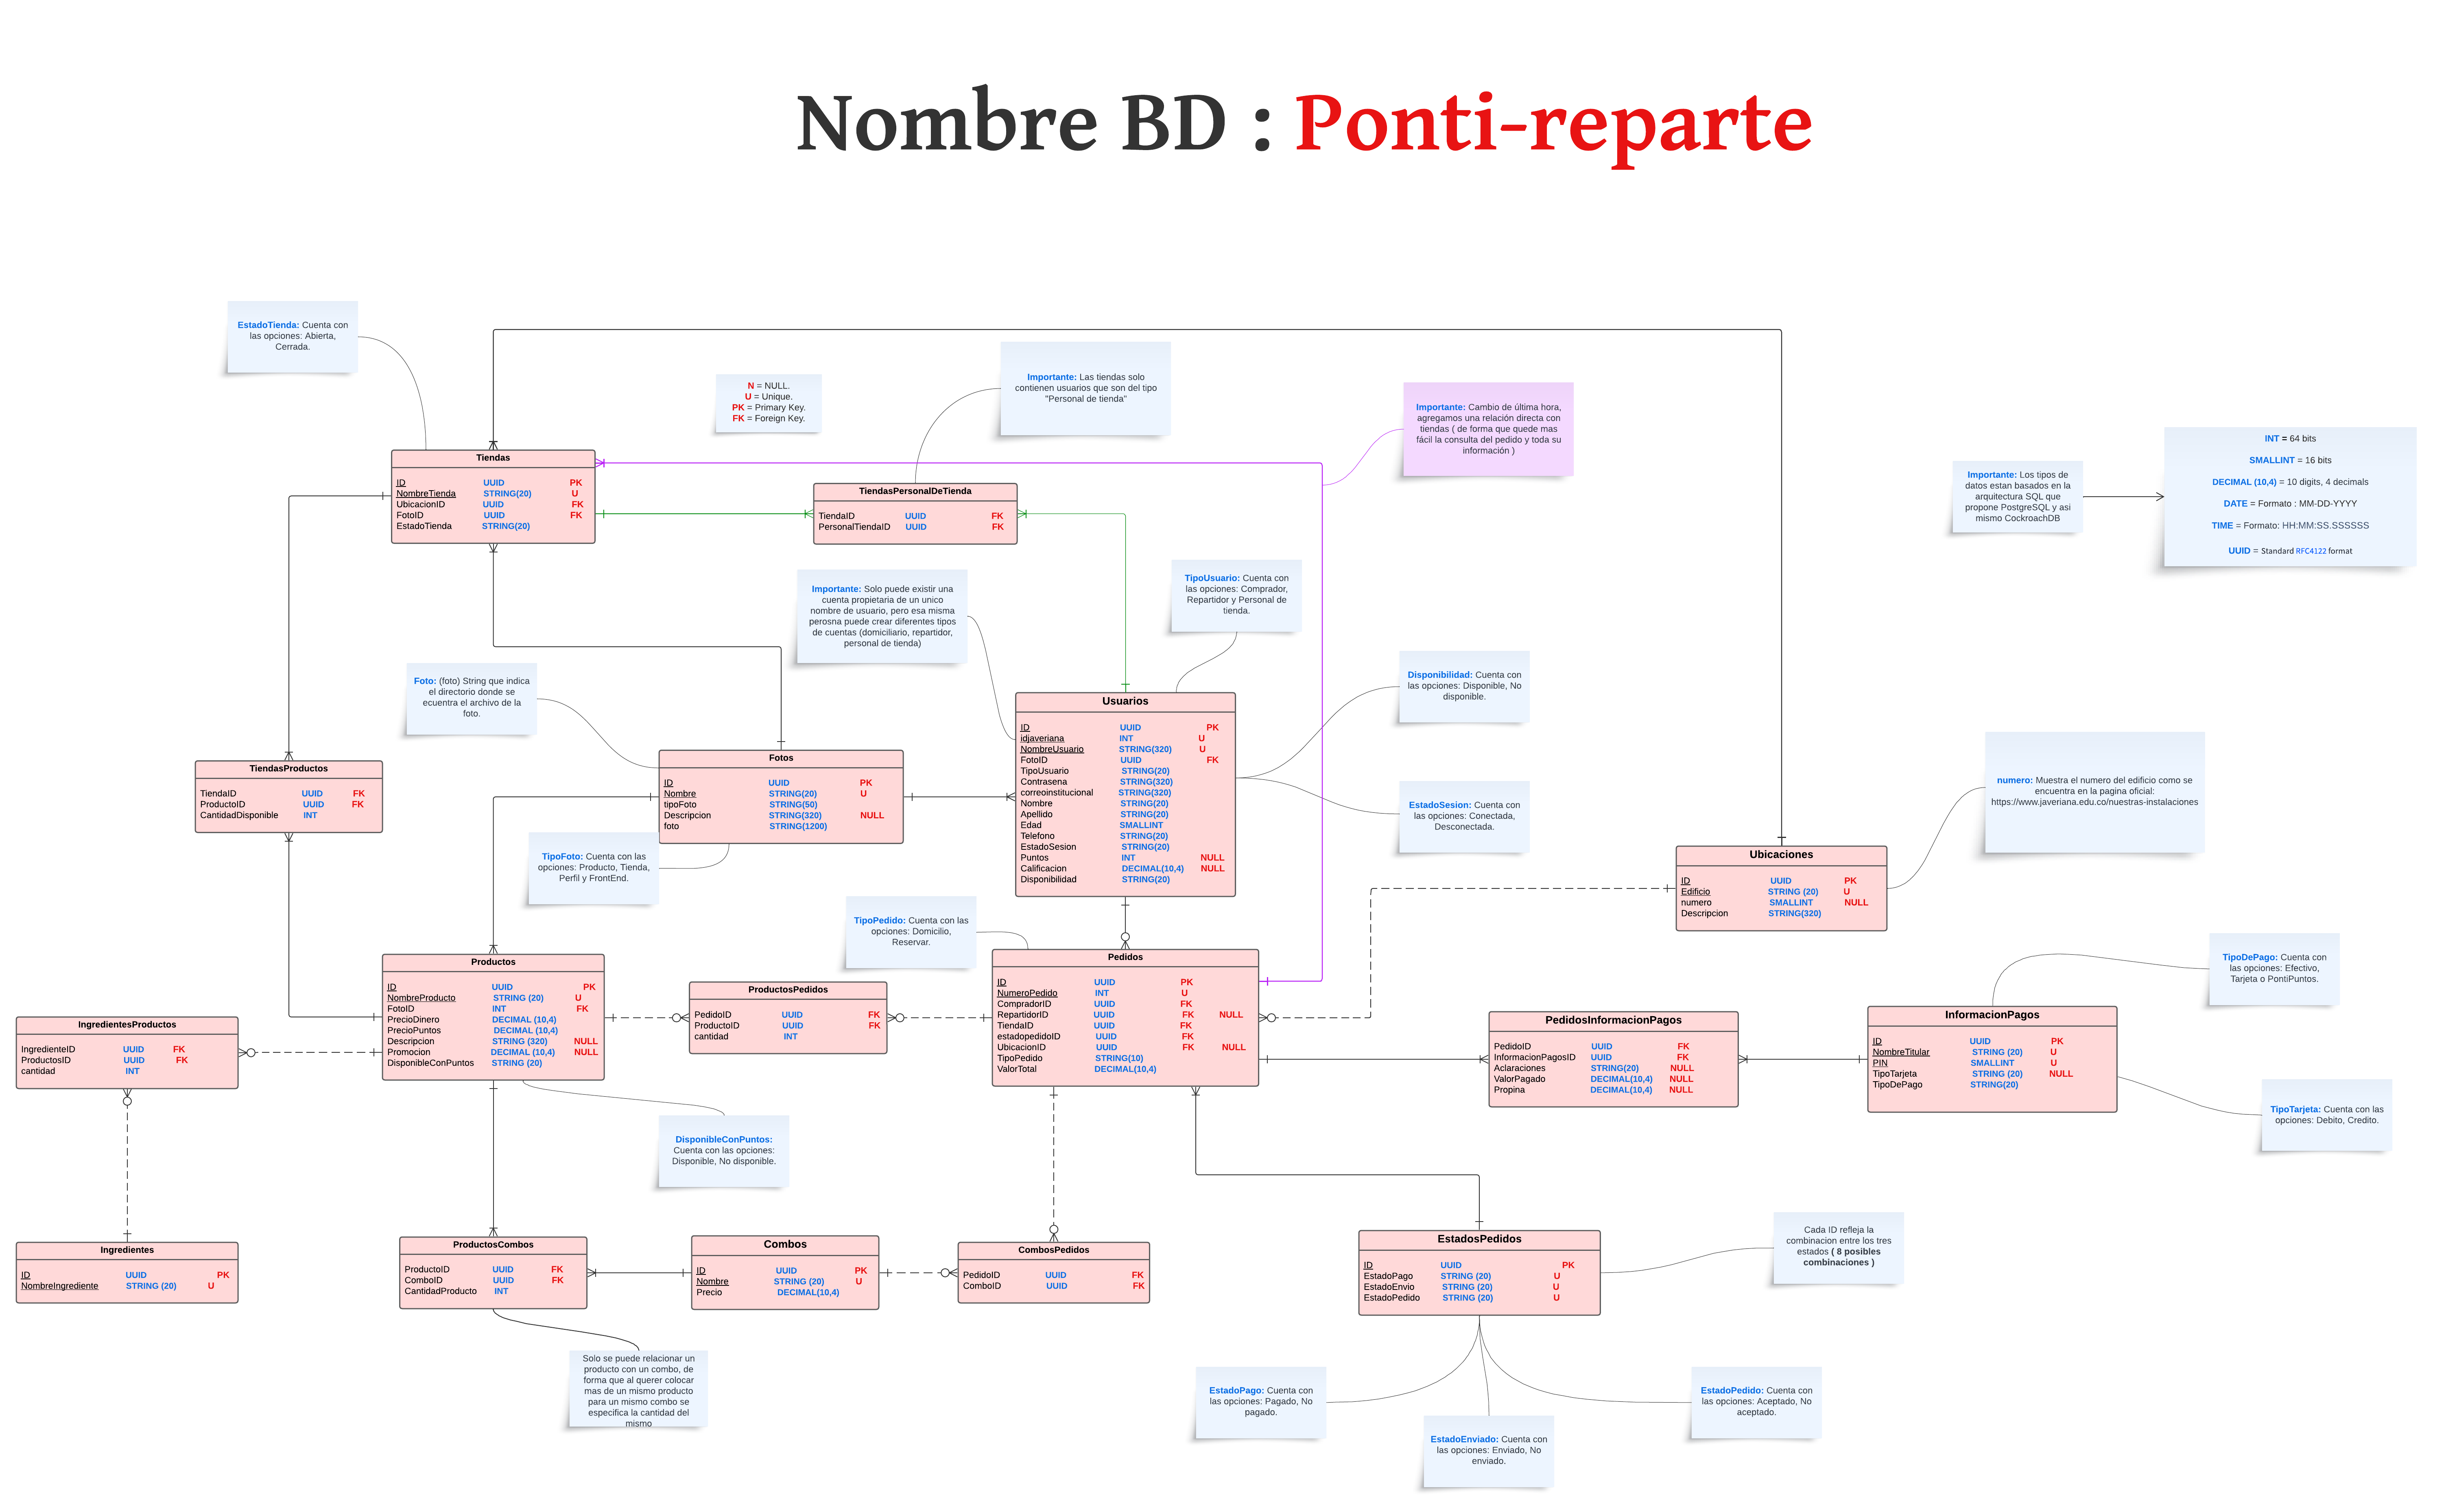 Nombre BD : Ponti-reparte
EstadoTienda: Cuenta con
las opciones: Abierta,
Cerrada.
N = NULL.
U = Unique.
PK = Primary Key.
FK = Foreign Key.
Importante: Las tiendas solo
contienen usuarios que son del tipo
"Personal de tienda"
Importante: Cambio de última hora,
agregamos una relación directa con
tiendas ( de forma que quede mas
fácil la consulta del pedido y toda su
información )
Importante: Los tipos de
datos estan basados en la
arquitectura SQL que
propone PostgreSQL y asi
mismo CockroachDB
INT = 64 bits
SMALLINT = 16 bits
DECIMAL (10,4) = 10 digits, 4 decimals
DATE = Formato : MM-DD-YYYY
TIME = Formato: HH:MM:SS.SSSSSS
UUID = Standard RFC4122 format
Tiendas
ID UUID PK
NombreTienda STRING(20) U
UbicacionID UUID FK
FotoID UUID FK
EstadoTienda STRING(20)
TiendasPersonalDeTienda
TiendaID UUID FK
PersonalTiendaID UUID FK
Importante: Solo puede existir una
cuenta propietaria de un unico
nombre de usuario, pero esa misma
perosna puede crear diferentes tipos
de cuentas (domiciliario, repartidor,
personal de tienda)
TipoUsuario: Cuenta con
las opciones: Comprador,
Repartidor y Personal de
tienda.
Foto: (foto) String que indica
el directorio donde se
ecuentra el archivo de la
foto.
Disponibilidad: Cuenta con
las opciones: Disponible, No
disponible.
Usuarios
ID UUID PK
idjaveriana INT U
NombreUsuario STRING(320) U
FotoID UUID FK
TipoUsuario STRING(20)
Contrasena STRING(320)
correoinstitucional STRING(320)
Nombre STRING(20)
Apellido STRING(20)
Edad SMALLINT
Telefono STRING(20)
EstadoSesion STRING(20)
Puntos INT NULL
Calificacion DECIMAL(10,4) NULL
Disponibilidad STRING(20)
EstadoSesion: Cuenta con
las opciones: Conectada,
Desconectada.
numero: Muestra el numero del edificio como se
encuentra en la pagina oficial:
https://www.javeriana.edu.co/nuestras-instalaciones
TiendasProductos
TiendaID UUID FK
ProductoID UUID FK
CantidadDisponible INT
Fotos
ID UUID PK
Nombre STRING(20) U
tipoFoto STRING(50)
Descripcion STRING(320) NULL
foto STRING(1200)
TipoFoto: Cuenta con las
opciones: Producto, Tienda,
Perfil y FrontEnd.
Ubicaciones
ID UUID PK
Edificio STRING (20) U
numero SMALLINT NULL
Descripcion STRING(320)
TipoPedido: Cuenta con las
opciones: Domicilio,
Reservar.
TipoDePago: Cuenta con
las opciones: Efectivo,
Tarjeta o PontiPuntos.
Productos
ID UUID PK
NombreProducto STRING (20) U
FotoID INT FK
PrecioDinero DECIMAL (10,4)
PrecioPuntos DECIMAL (10,4)
Descripcion STRING (320) NULL
Promocion DECIMAL (10,4) NULL
DisponibleConPuntos STRING (20)
ProductosPedidos
PedidoID UUID FK
ProductoID UUID FK
cantidad INT
Pedidos
ID UUID PK
NumeroPedido INT U
CompradorID UUID FK
RepartidorID UUID FK NULL
TiendaID UUID FK
estadopedidoID UUID FK
UbicacionID UUID FK NULL
TipoPedido STRING(10)
ValorTotal DECIMAL(10,4)
PedidosInformacionPagos
PedidoID UUID FK
InformacionPagosID UUID FK
Aclaraciones STRING(20) NULL
ValorPagado DECIMAL(10,4) NULL
Propina DECIMAL(10,4) NULL
InformacionPagos
ID UUID PK
NombreTitular STRING (20) U
PIN SMALLINT U
TipoTarjeta STRING (20) NULL
TipoDePago STRING(20)
IngredientesProductos
IngredienteID UUID FK
ProductosID UUID FK
cantidad INT
TipoTarjeta: Cuenta con las
opciones: Debito, Credito.
DisponibleConPuntos:
Cuenta con las opciones:
Disponible, No disponible.
Ingredientes
ID UUID PK
NombreIngrediente STRING (20) U
ProductosCombos
ProductoID UUID FK
ComboID UUID FK
CantidadProducto INT
Combos
ID UUID PK
Nombre STRING (20) U
Precio DECIMAL(10,4)
CombosPedidos
PedidoID UUID FK
ComboID UUID FK
EstadosPedidos
ID UUID PK
EstadoPago STRING (20) U
EstadoEnvio STRING (20) U
EstadoPedido STRING (20) U
Cada ID refleja la
combinacion entre los tres
estados ( 8 posibles
combinaciones )
Solo se puede relacionar un
producto con un combo, de
forma que al querer colocar
mas de un mismo producto
para un mismo combo se
especifica la cantidad del
mismo
EstadoPago: Cuenta con
las opciones: Pagado, No
pagado.
EstadoEnviado: Cuenta con
las opciones: Enviado, No
enviado.
EstadoPedido: Cuenta con
las opciones: Aceptado, No
aceptado.